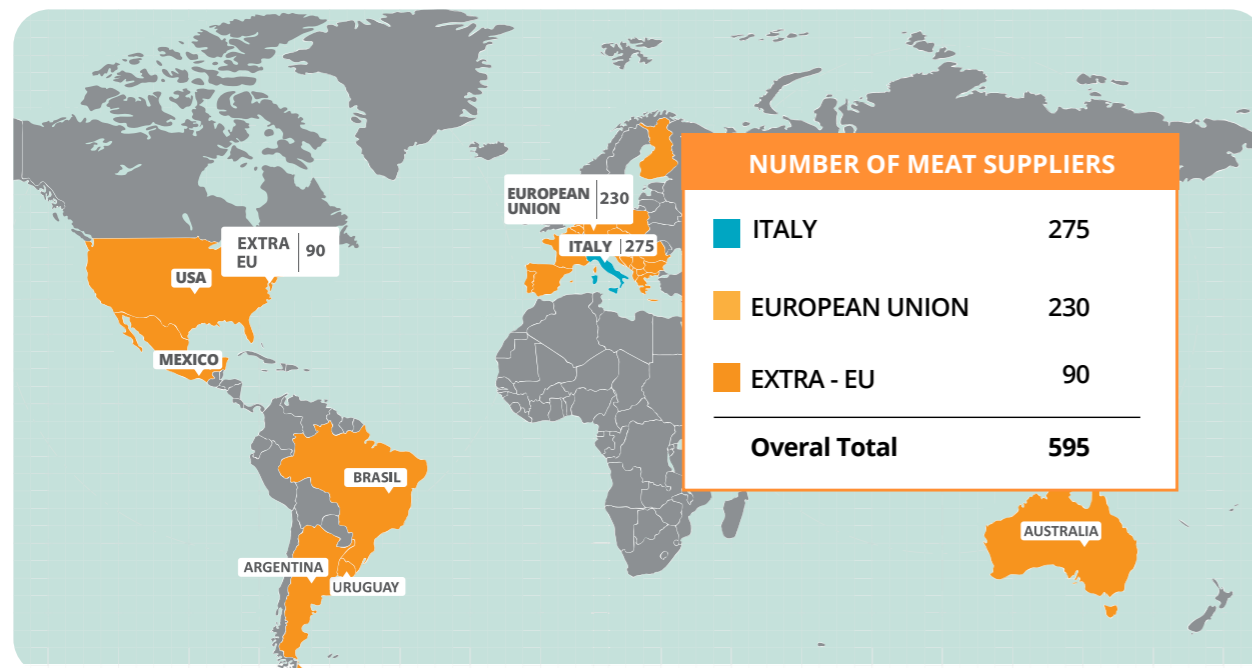 NUMBER OF MEAT SUPPLIERS
ITALY 275
EUROPEAN UNION 230
EXTRA - EU 90
Overal Total 595
EUROPEAN
UNION 230
ITALY 275
EXTRA
EU 90
USA
MEXICO
BRASIL
ARGENTINA
URUGUAY
AUSTRALIA